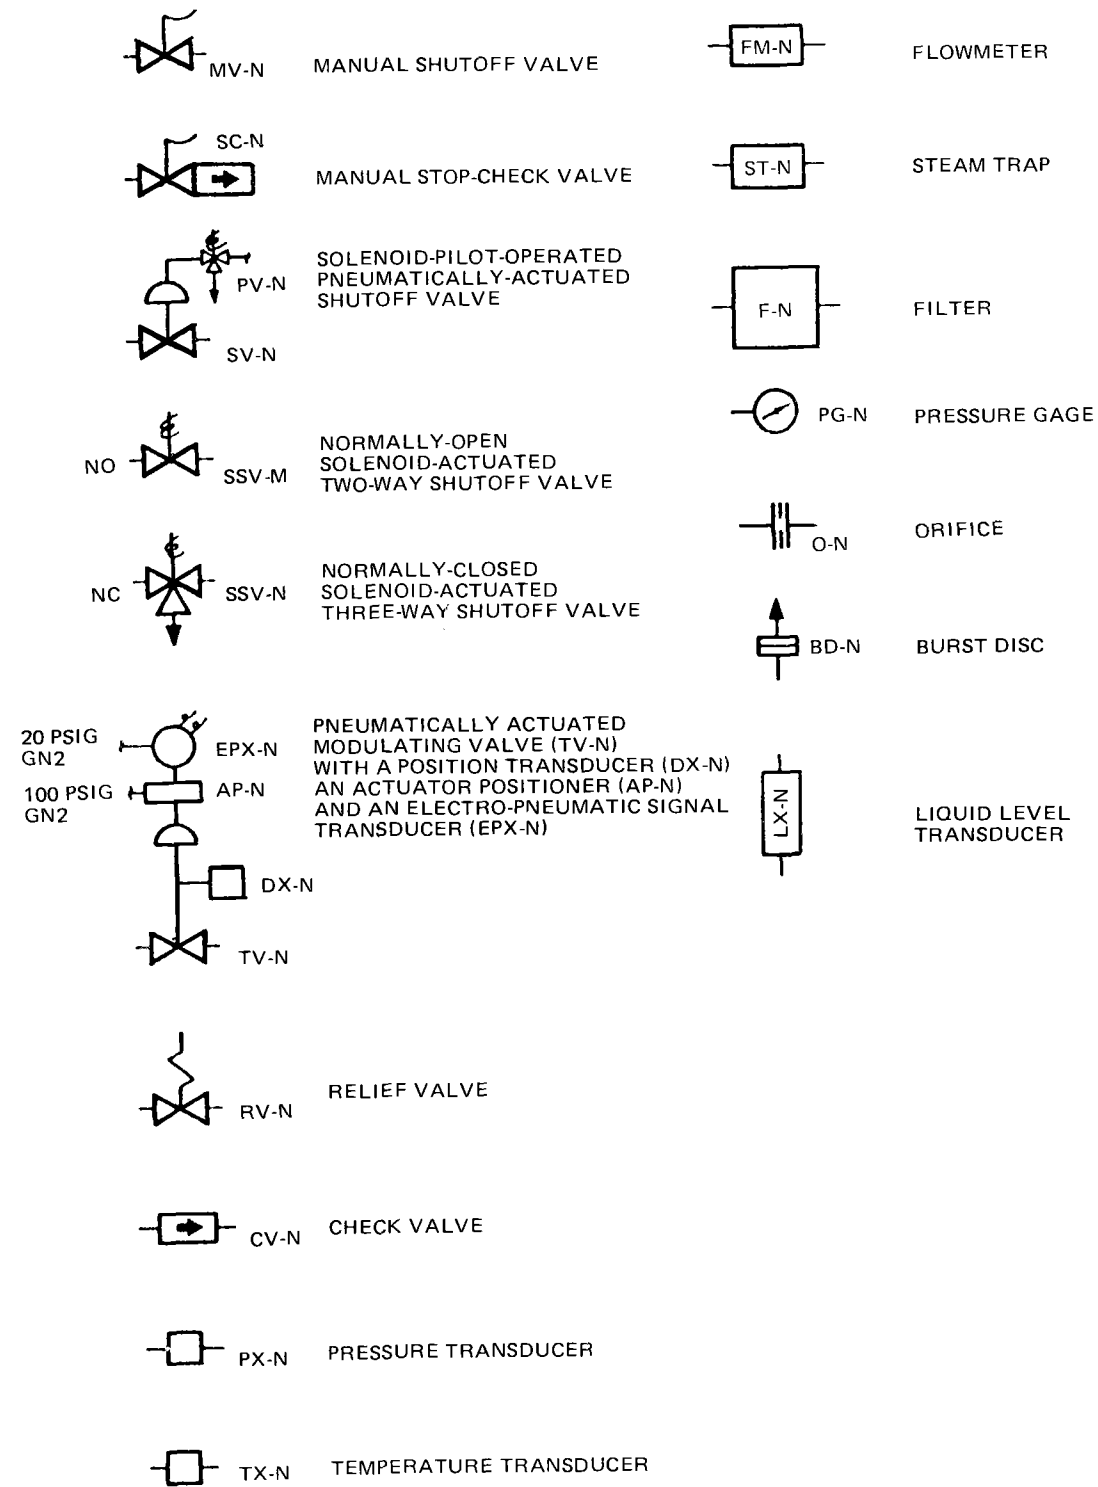 MV-N
MANUAL SHUTOFF VALVE
SC-N
MANUAL STOP-CHECK VALVE
PV-N
SV-N
SOLENOID-PILOT-OPERATED
PNEUMATICALLY-ACTUATED
SHUTOFF VALVE
NO
SSV-M
NORMALLY-OPEN
SOLENOID-ACTUATED
TWO-WAY SHUTOFF VALVE
NC
SSV-N
NORMALLY-CLOSED
SOLENOID-ACTUATED
THREE-WAY SHUTOFF VALVE
20 PSIG
GN2
EPX-N
100 PSIG
GN2
AP-N
DX-N
TV-N
PNEUMATICALLY ACTUATED
MODULATING VALVE (TV-N)
WITH A POSITION TRANSDUCER (DX-N)
AN ACTUATOR POSITIONER (AP-N)
AND AN ELECTRO-PNEUMATIC SIGNAL
TRANSDUCER (EPX-N)
RV-N
RELIEF VALVE
CV-N
CHECK VALVE
PX-N
PRESSURE TRANSDUCER
TX-N
TEMPERATURE TRANSDUCER
FM-N
FLOWMETER
ST-N
STEAM TRAP
F-N
FILTER
PG-N
PRESSURE GAGE
O-N
ORIFICE
BD-N
BURST DISC
LX-N
LIQUID LEVEL
TRANSDUCER